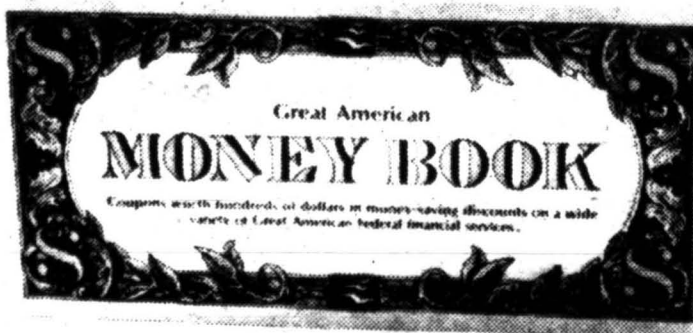 Great American
MONEY BOOK
Coupons worth hundreds of dollars in money-saving discounts on a wide
variety of Great American federal financial services.